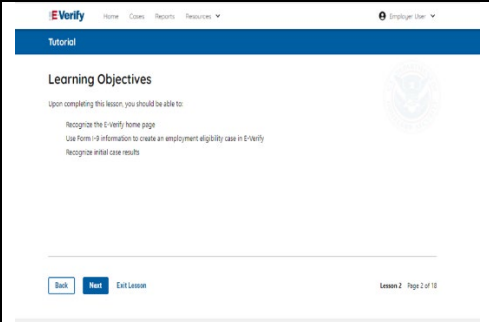 E-Verify Home Cases Reports Resources Employer User
Tutorial
Learning Objectives
Upon completing this lesson, you should be able to:
Recognize the E-Verify home page
Use Form I-9 information to create an employment eligibility case in E-Verify
Recognize initial case results
Back Next Exit Lesson Lesson 2 Page 2 of 18